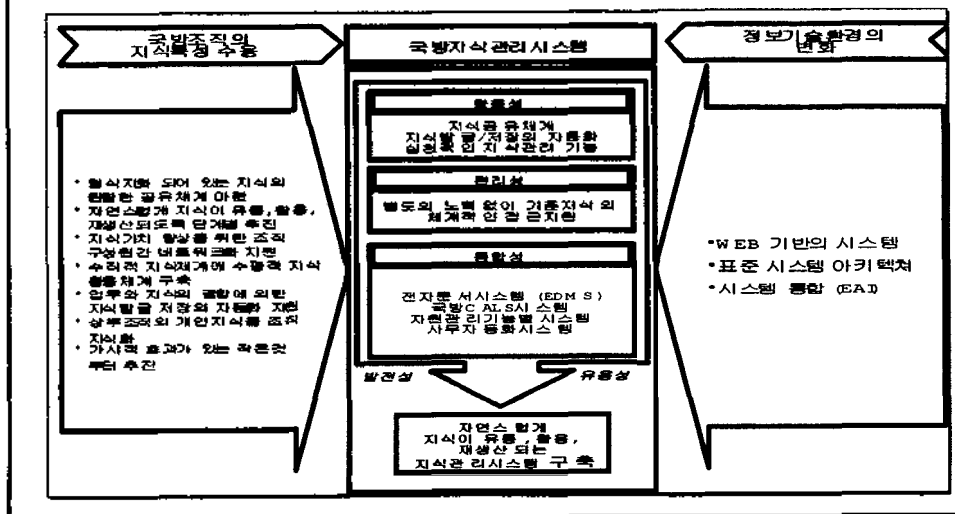 국방조직의
지식특성 수용
국방지식관리시스템
정보기술환경의
변화
활용성
지식공유체계
지식발굴/저장의 자동화
지식관리 기능
관리성
별도의 노력 없이 기존지식의
체계적인 접근지원
통합성
전자문서시스템 (EDMS)
국방CALS시스템
자원관리기능별 시스템
사무자동화시스템
발전성
유용성
자연스럽게
지식이 유통,활용,
재생산 되는
지식관리시스템 구축
* 형식지화 되어 있는 지식의
원활한 공유체계 마련
* 자연스럽게 지식이 유통,활용,
재생산되도록 단계별 추진
* 지식가치 향상을 위한 조직
구성원간 네트워크화 지원
* 수직적 지식체계에 수평적 지식
활용체계 구축
* 업무와 지식의 결합에 의한
지식발굴 저장의 자동화 지원
* 상부조직의 개인지식를 조직
지식화
* 가시적 효과가 있는 작은것
부터 추진
•WEB 기반의 시스템
•표준 시스템 아키텍쳐
•시스템 통합 (EAI)